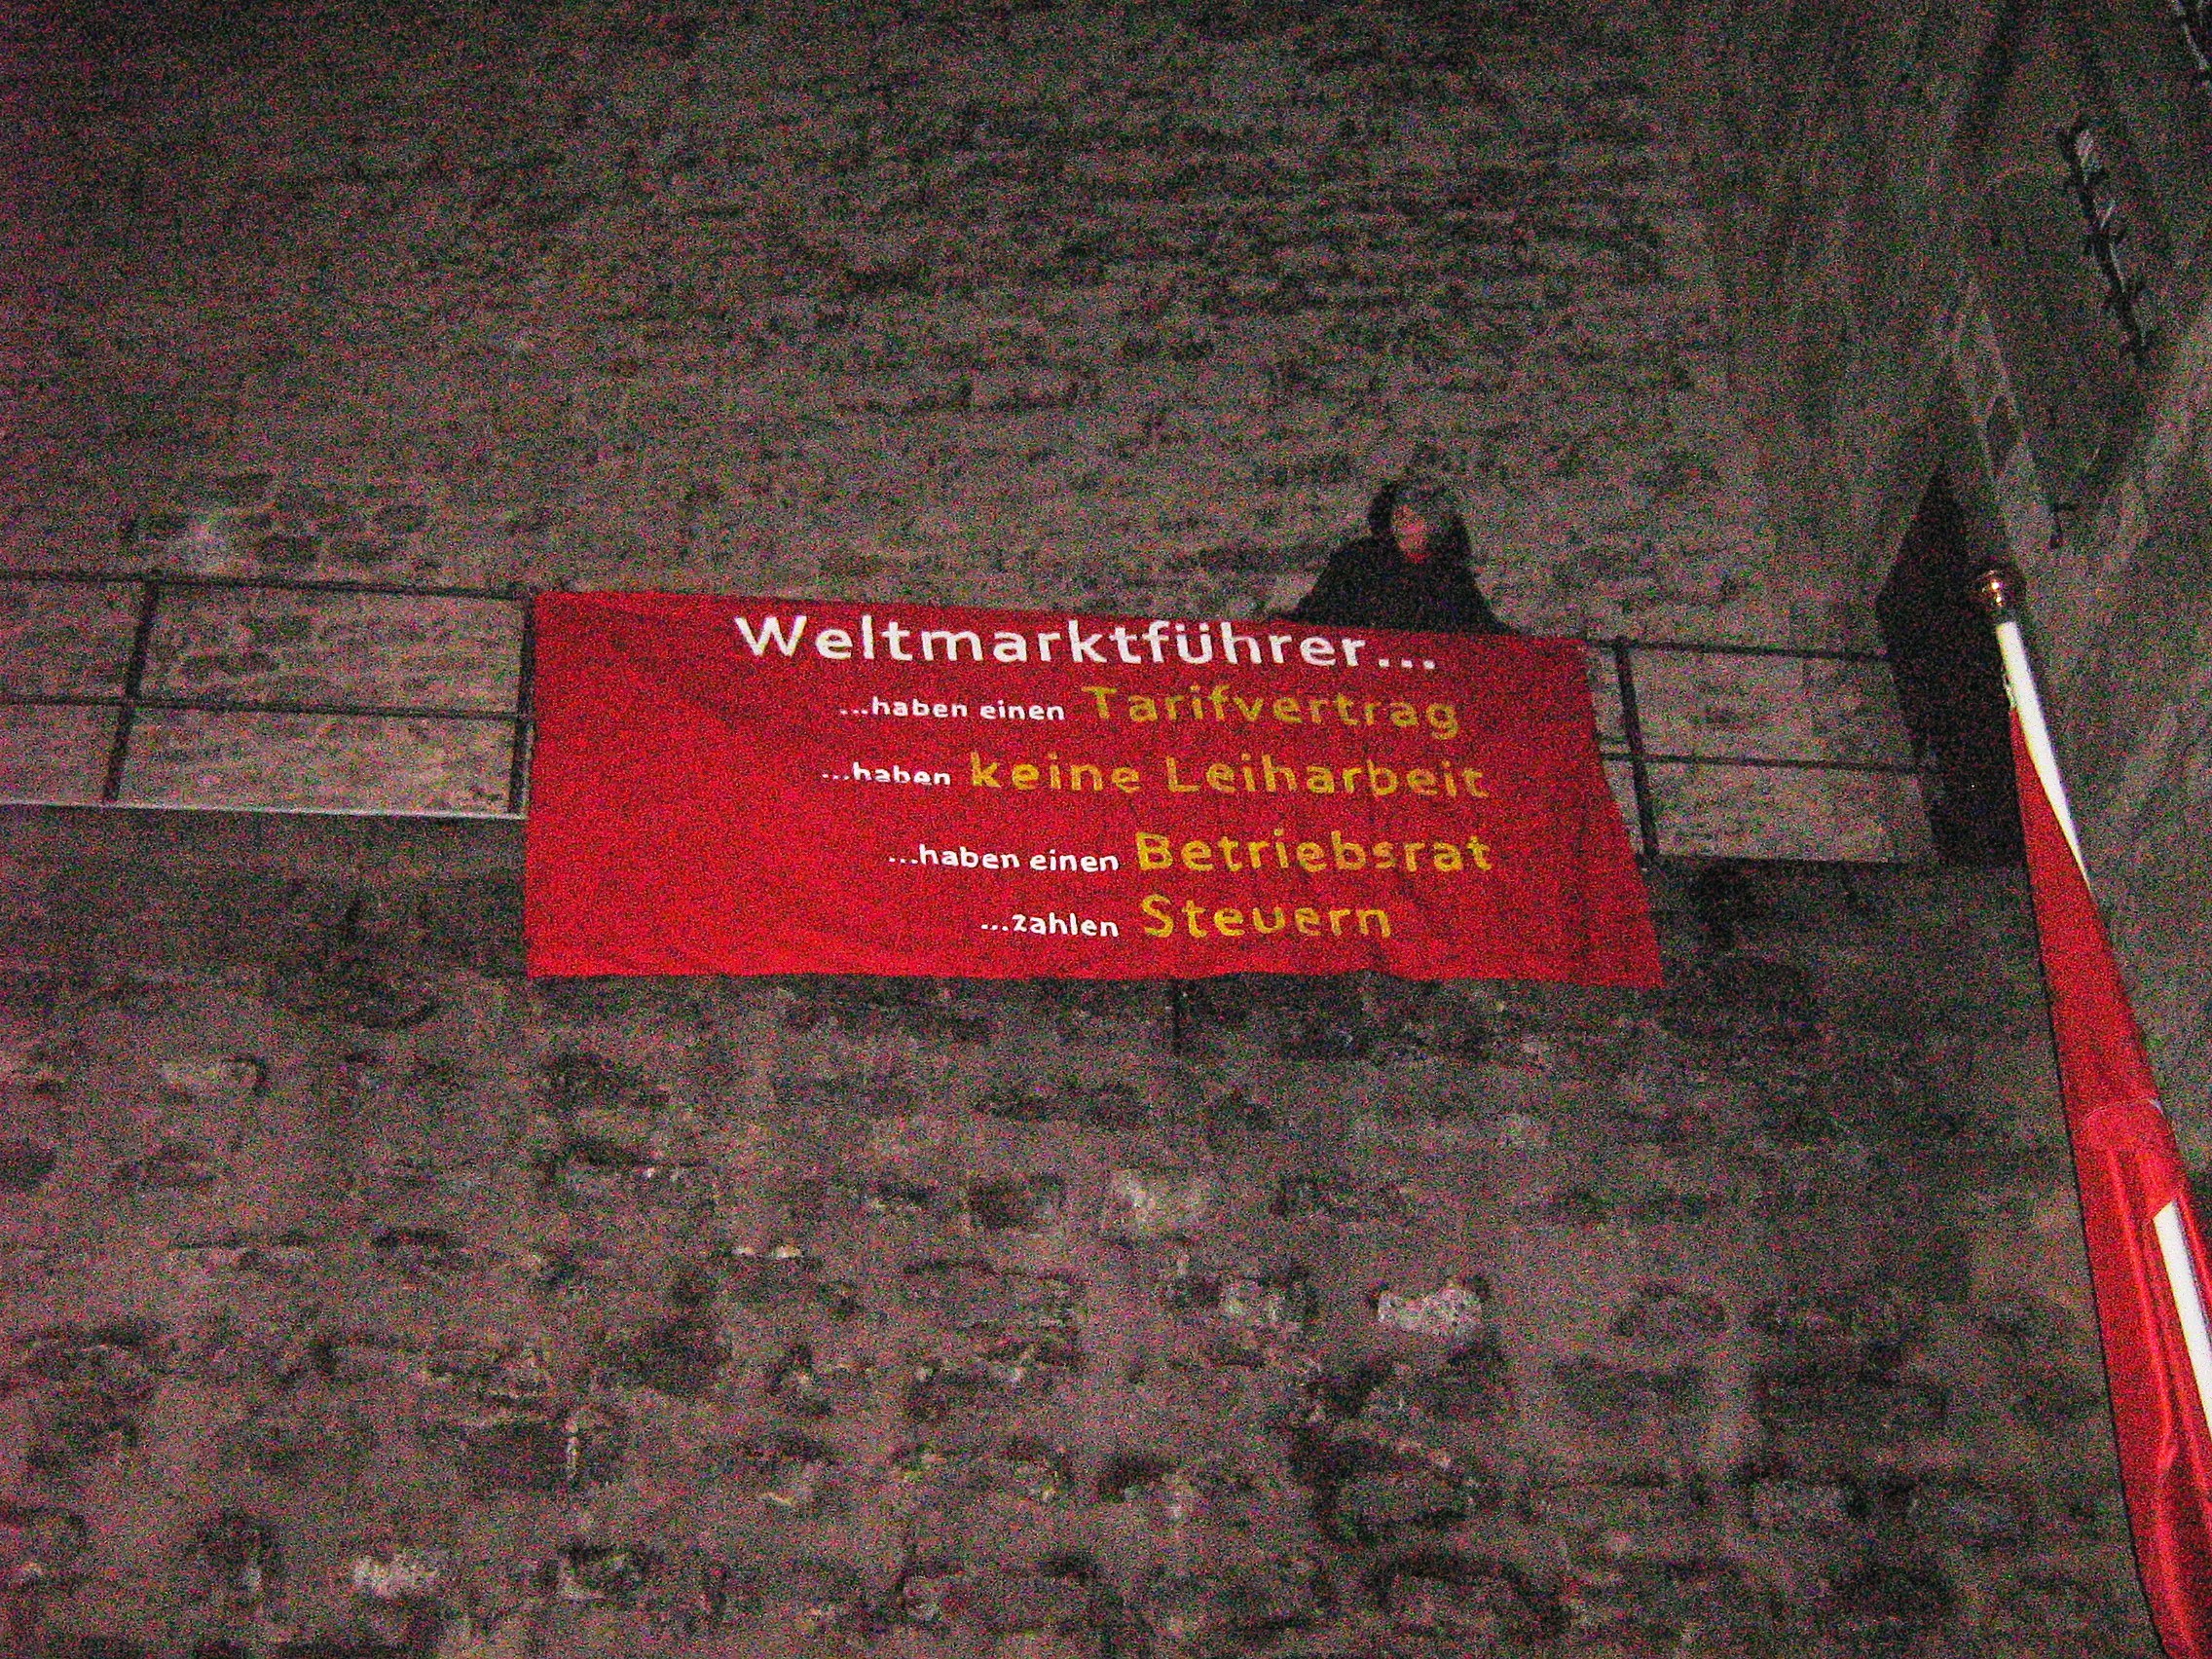 Weltmarktführer...
...haben einen Tarifvertrag
...haben keine Leiharbeit
...haben einen Betriebsrat
...zahlen Steuern